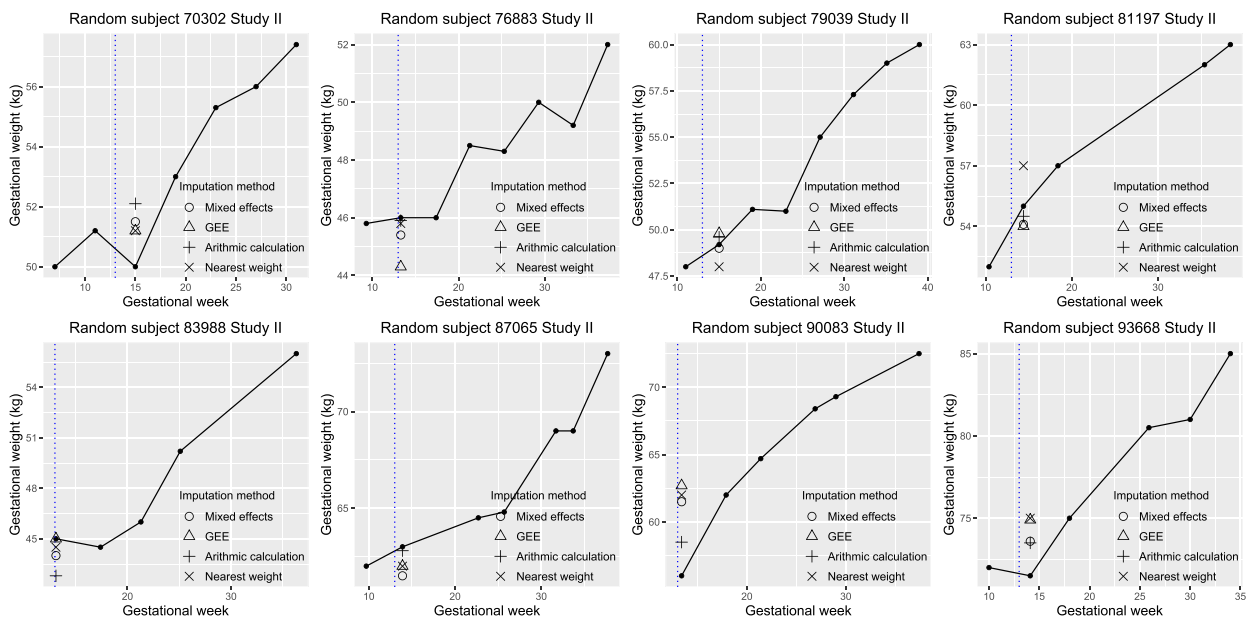 Random subject 70302 Study II
Gestational weight (kg)
56
54
52
50
10 15 20 25 30
Gestational week
Imputation method
Mixed effects
GEE
Arithmic calculation
Nearest weight
Random subject 76883 Study II
Gestational weight (kg)
52
50
48
46
44
10 20 30
Gestational week
Imputation method
Mixed effects
GEE
Arithmic calculation
Nearest weight
Random subject 79039 Study II
Gestational weight (kg)
60.0
57.5
55.0
52.5
50.0
47.5
10 20 30 40
Gestational week
Imputation method
Mixed effects
GEE
Arithmic calculation
Nearest weight
Random subject 81197 Study II
Gestational weight (kg)
63
60
57
54
10 20 30
Gestational week
Imputation method
Mixed effects
GEE
Arithmic calculation
Nearest weight
Random subject 83988 Study II
Gestational weight (kg)
54
51
48
45
20 30
Gestational week
Imputation method
Mixed effects
GEE
Arithmic calculation
Nearest weight
Random subject 87065 Study II
Gestational weight (kg)
70
65
10 20 30
Gestational week
Imputation method
Mixed effects
GEE
Arithmic calculation
Nearest weight
Random subject 90083 Study II
Gestational weight (kg)
70
65
60
20 30
Gestational week
Imputation method
Mixed effects
GEE
Arithmic calculation
Nearest weight
Random subject 93668 Study II
Gestational weight (kg)
85
80
75
10 15 20 25 30 35
Gestational week
Imputation method
Mixed effects
GEE
Arithmic calculation
Nearest weight